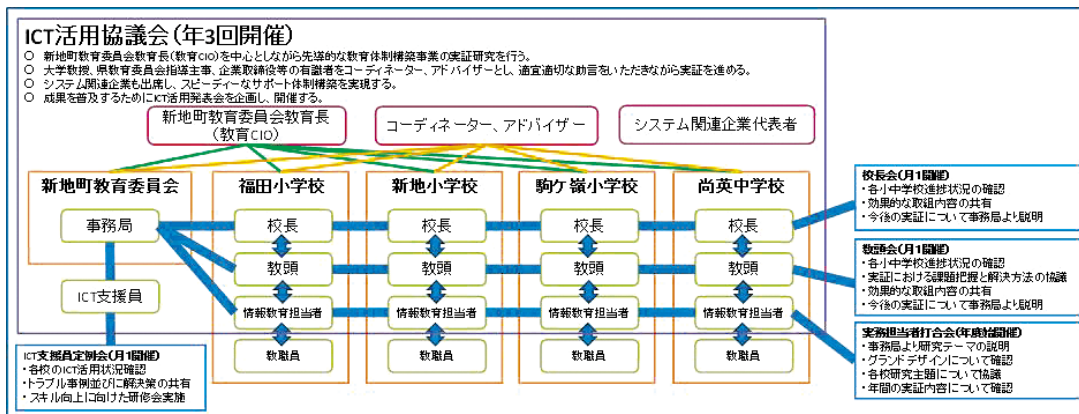 ICT活用協議会(年3回開催)
○ 新地町教育委員会教育長(教育CIO)を中心としながら先導的な教育体制構築事業の実証研究を行う。
○ 大学教授、県教育委員会指導主事、企業取締役等の有識者をコーディネーター、アドバイザーとし、適宜適切な助言をいただきながら実証を進める。
○ システム関連企業も出席し、スピーディーなサポート体制構築を実現する。
○ 成果を普及するためにICT活用発表会を企画し、開催する。
新地町教育委員会教育長
(教育CIO)
コーディネーター、アドバイザー
システム関連企業代表者
新地町教育委員会
福田小学校
新地小学校
駒ケ嶺小学校
尚英中学校
事務局
校長
校長
校長
校長
教頭
教頭
教頭
教頭
ICT支援員
情報教育担当者
情報教育担当者
情報教育担当者
情報教育担当者
教職員
教職員
教職員
教職員
校長会(月1開催)
・各小中学校進捗状況の確認
・効果的な取組内容の共有
・今後の実証について事務局より説明
教頭会(月1開催)
・各小中学校進捗状況の確認
・実証における課題把握と解決方法の協議
・効果的な取組内容の共有
・今後の実証について事務局より説明
実務担当者打合会(年度始開催)
・事務局より研究テーマの説明
・グランドデザインについて確認
・各校研究主題について協議
・年間の実証内容について確認
ICT支援員定例会(月1開催)
・各校のICT活用状況確認
・トラブル事例並びに解決策の共有
・スキル向上に向けた研修会実施